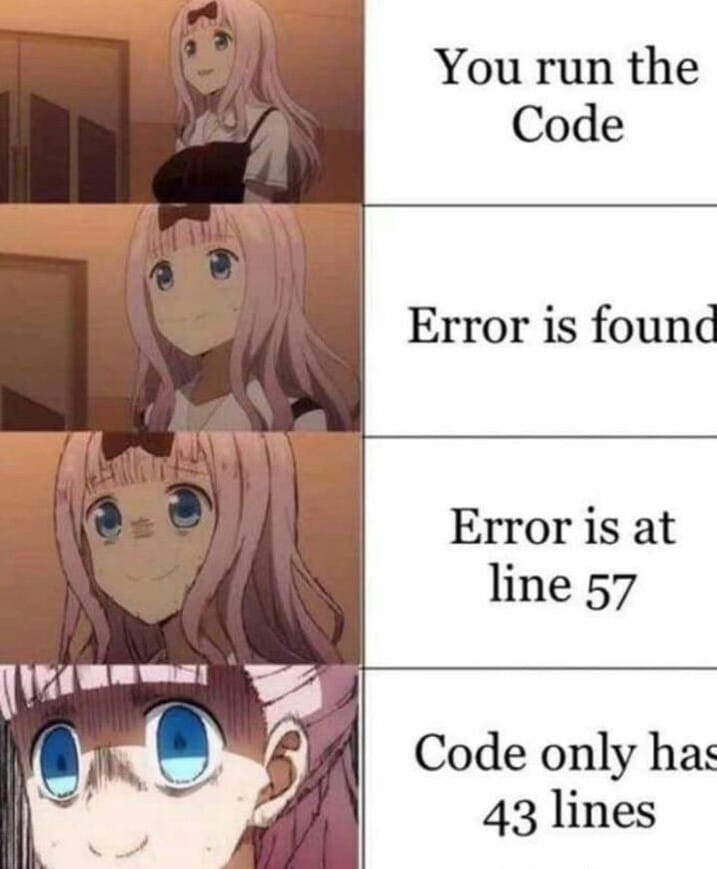 You run the
Code
Error is found
Error is at
line 57
Code only has
43 lines